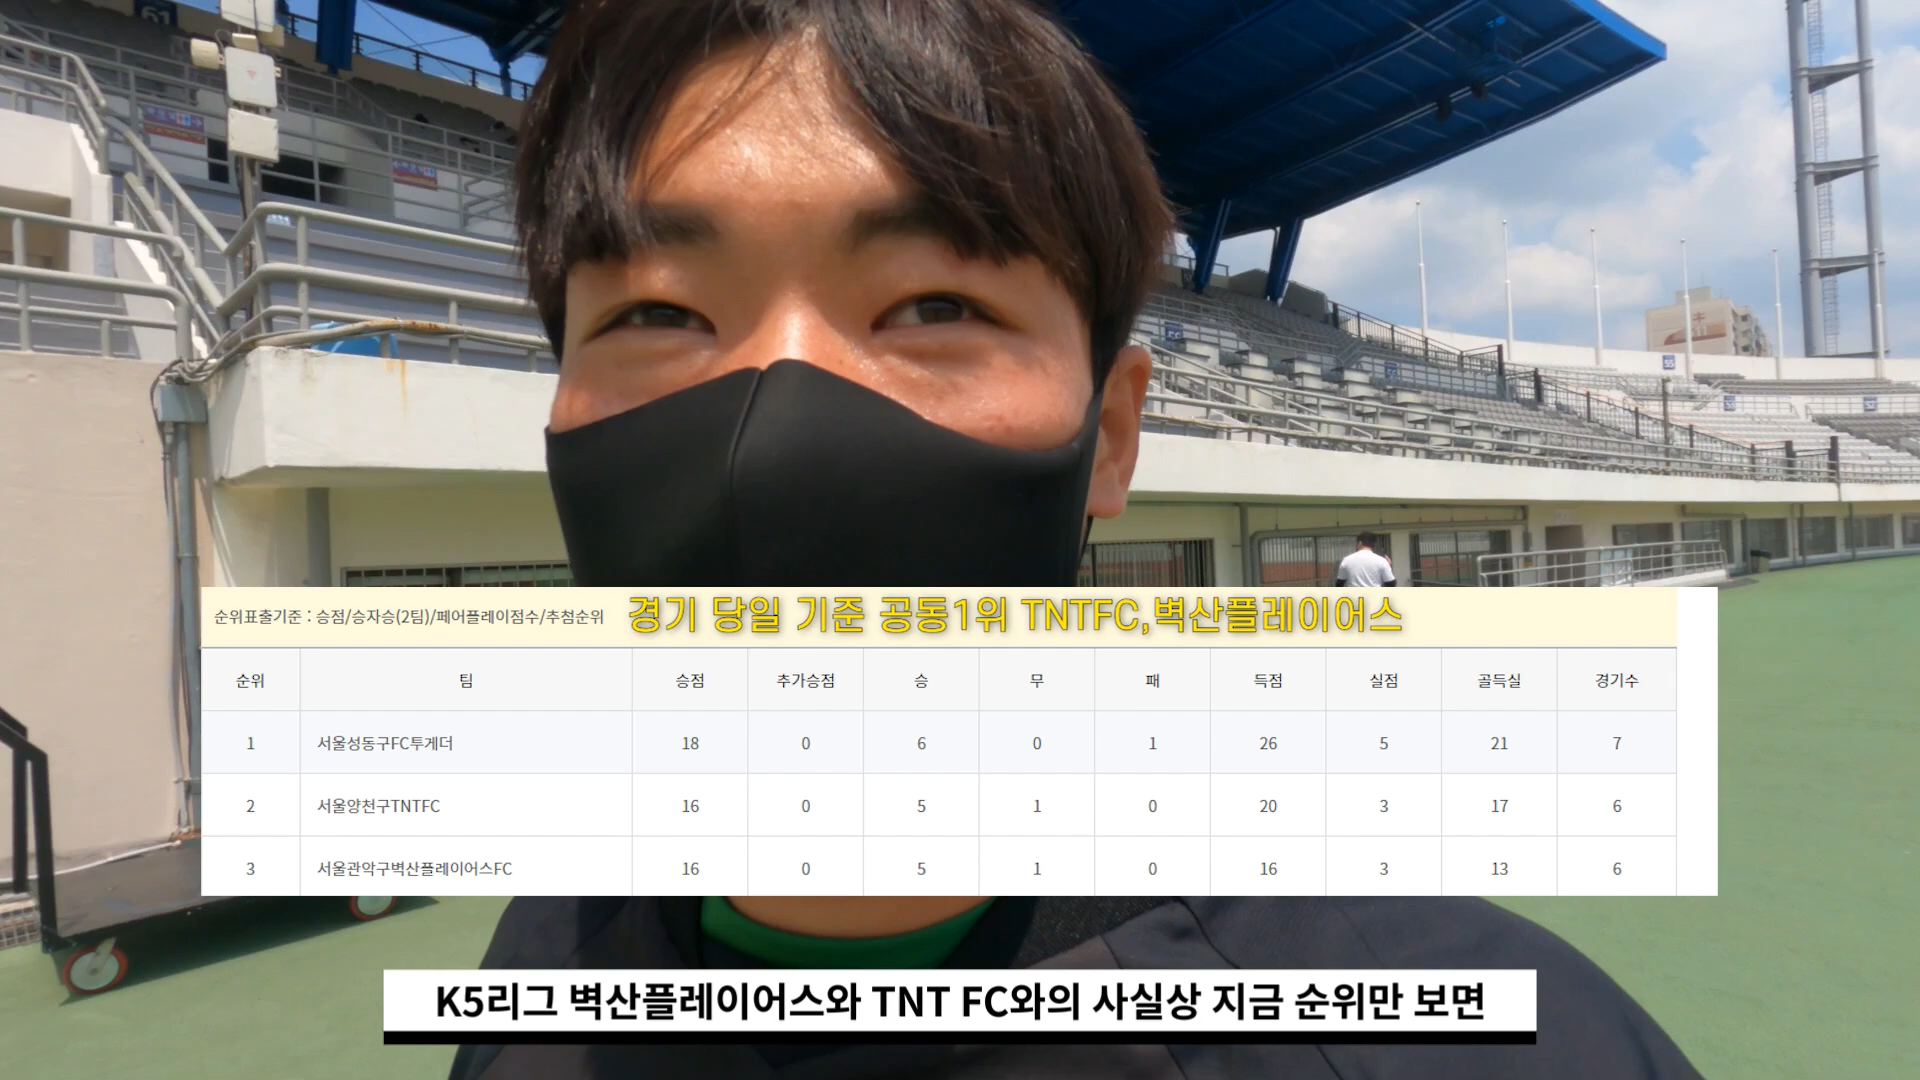 61
순위표출기준 : 승점/승자승(2팀)/페어플레이점수/추첨순위
경기 당일 기준 공동1위 TNTFC,벽산플레이어스
순위 팀 승점 추가승점 승 무 패 득점 실점 골득실 경기수
1 서울성동구FC투게더 18 0 6 0 1 26 5 21 7
2 서울양천구TNTFC 16 0 5 1 0 20 3 17 6
3 서울관악구벽산플레이어스FC 16 0 5 1 0 16 3 13 6
K5리그 벽산플레이어스와 TNT FC와의 사실상 지금 순위만 보면